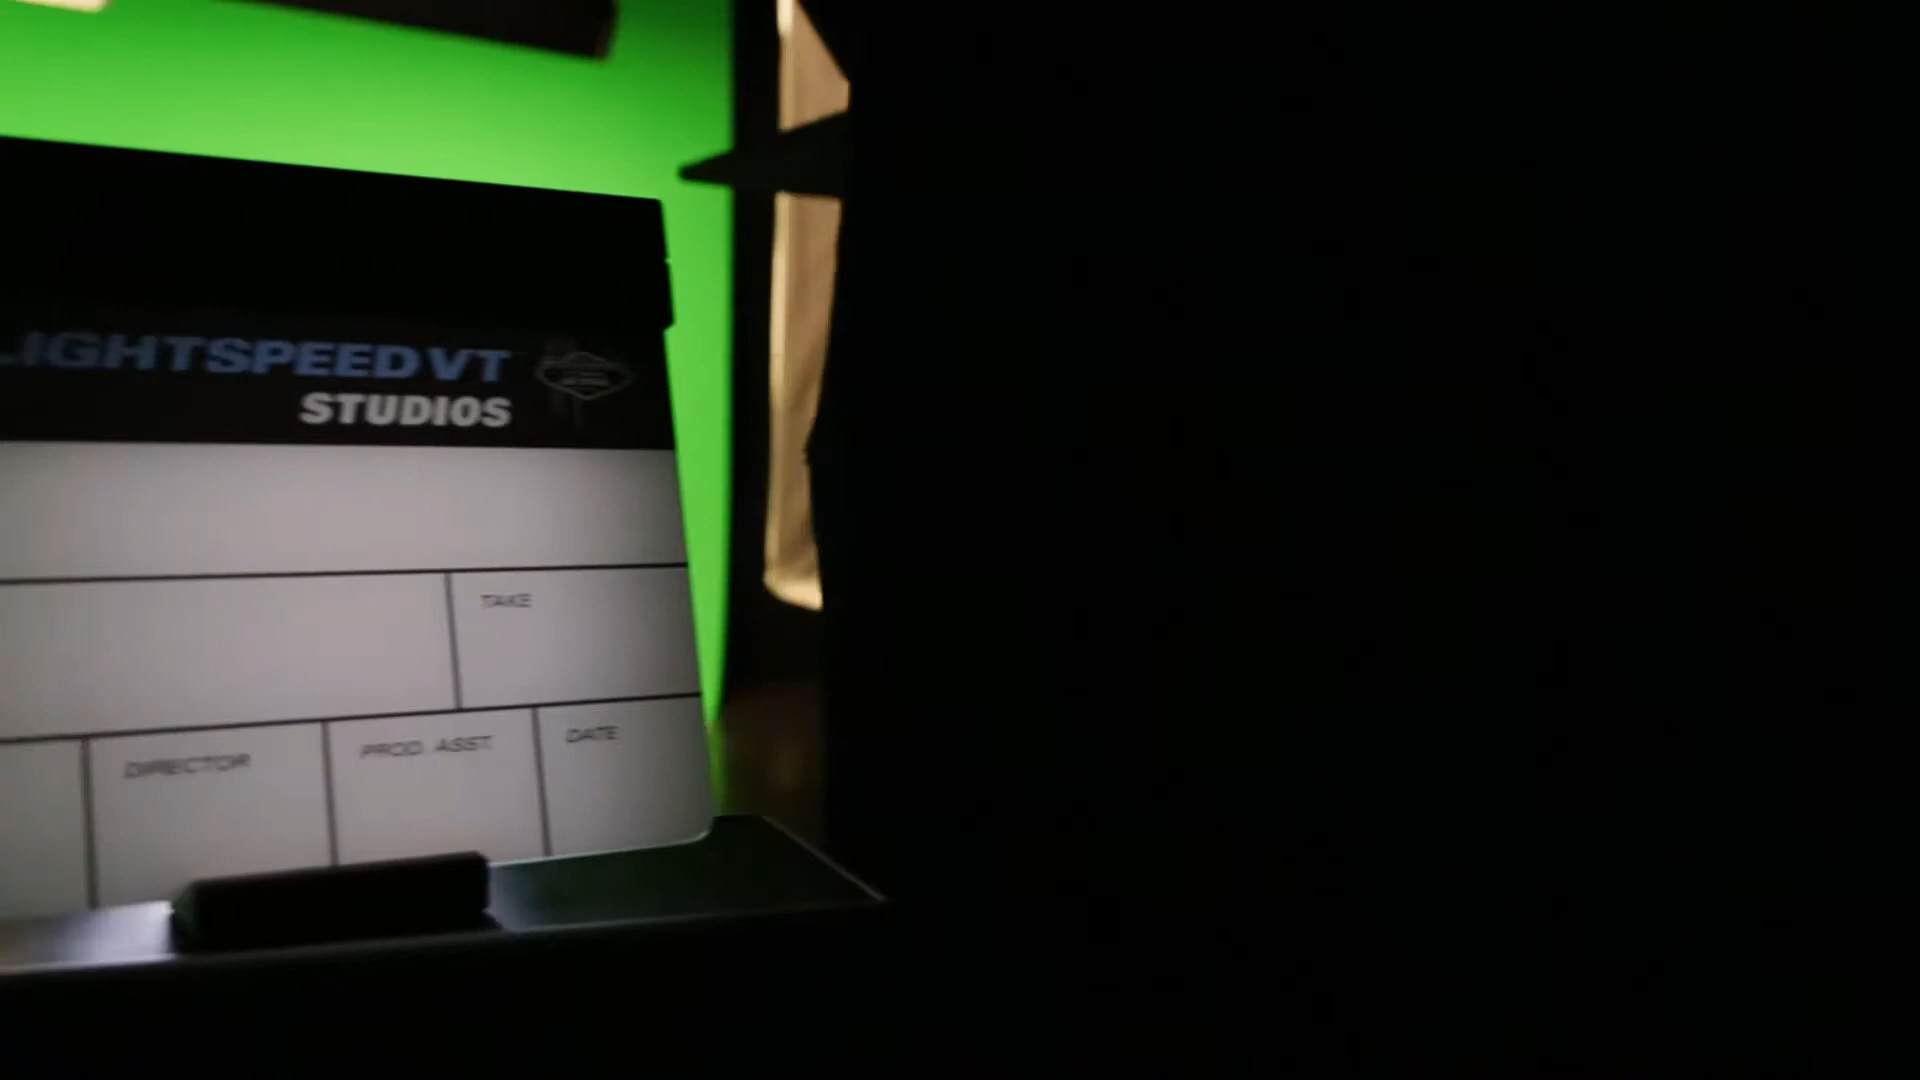 LIGHTSPEED VT
STUDIOS
TAKE
DIRECTOR
PROD. ASST.
DATE